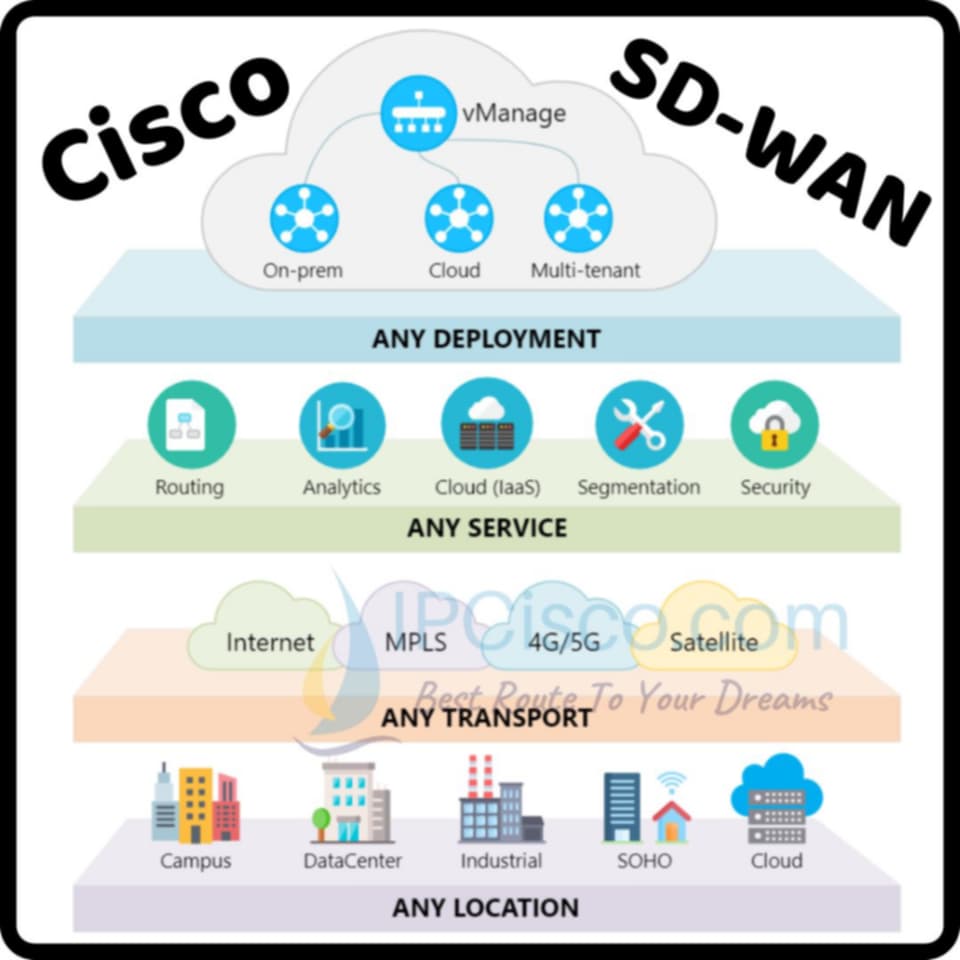 Cisco
SD-WAN
vManage
On-prem Cloud Multi-tenant
ANY DEPLOYMENT
Routing Analytics Cloud (IaaS) Segmentation Security
ANY SERVICE
IPCisco.com
Internet MPLS 4G/5G Satellite
Best Route To Your Dreams
ANY TRANSPORT
Campus DataCenter Industrial SOHO Cloud
ANY LOCATION